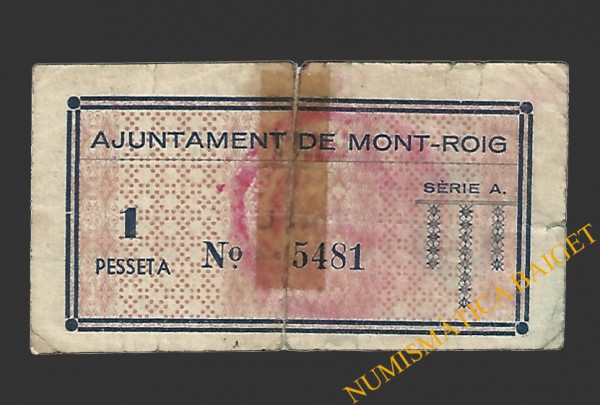 AJUNTAMENT DE MONT-ROIG
SÈRIE A.
1
PESSETA
Nº 5481
NUMISMATICA BAIGET